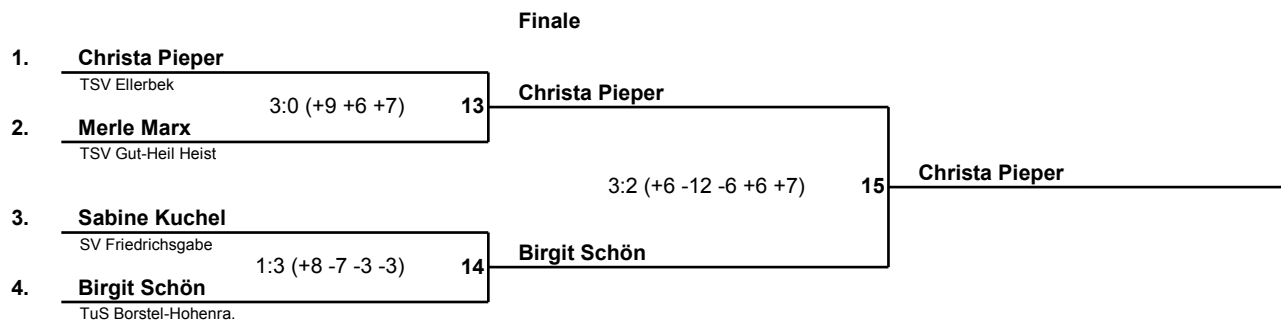 Finale
1. Christa Pieper
TSV Ellerbek
3:0 (+9 +6 +7) 13 Christa Pieper
2. Merle Marx
TSV Gut-Heil Heist
3:2 (+6 -12 -6 +6 +7) 15 Christa Pieper
3. Sabine Kuchel
SV Friedrichsgabe
1:3 (+8 -7 -3 -3) 14 Birgit Schön
4. Birgit Schön
TuS Borstel-Hohenra.